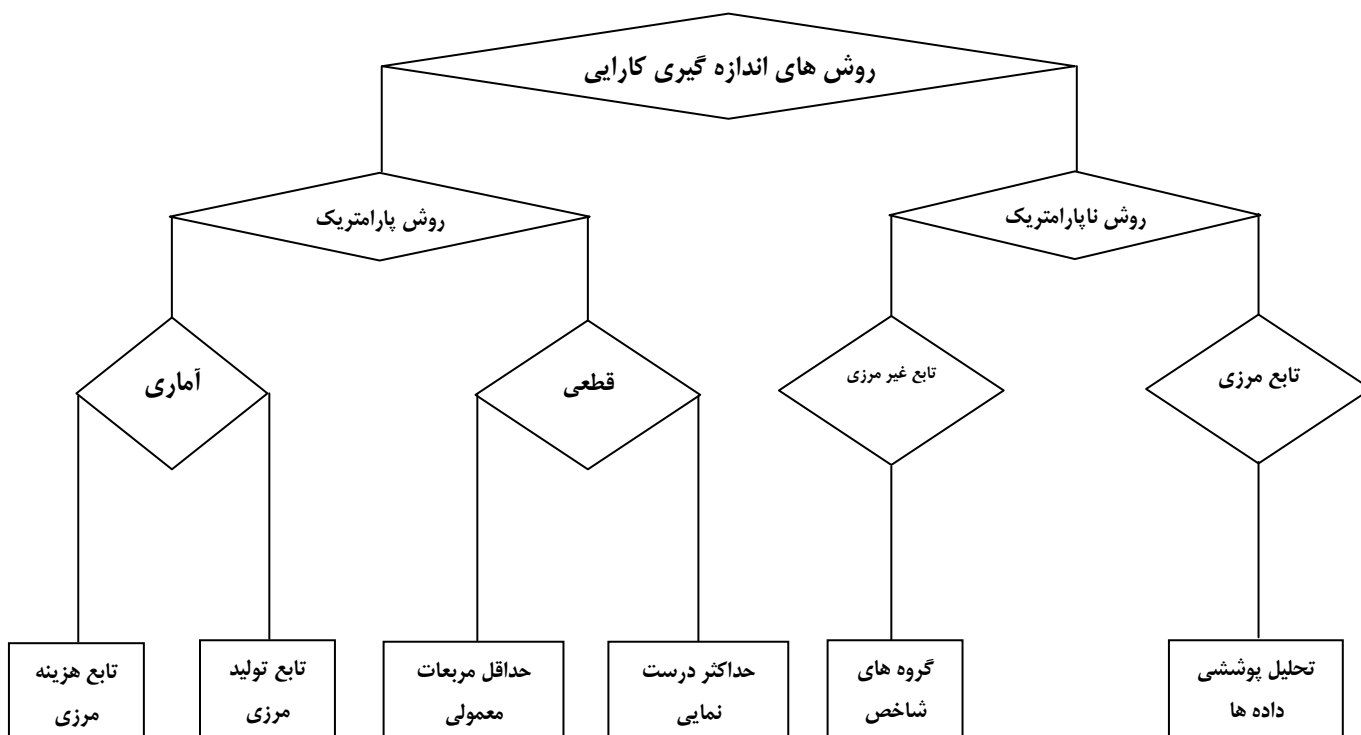 روش های اندازه گیری کارایی
روش ناپارامتریک
روش پارامتریک
تابع مرزی
تابع غیر مرزی
قطعی
آماری
تحلیل پوششی
داده ها
گروه های
شاخص
حداکثر درست
نمایی
حداقل مربعات
معمولی
تابع تولید
مرزی
تابع هزینه
مرزی